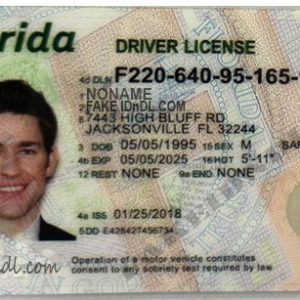 orida
DRIVER LICENSE
4d DLN F220-640-95-165-
1 NONAME
2 FAKE IDnDL.COM
8 7443 HIGH BLUFF RD
JACKSONVILLE FL 32244
3 DOB 05/05/1995 15 SEX M SAF
4b EXP 05/05/2025 16 HGT 5'-11"
12 REST NONE 9a END NONE
4a ISS 01/25/2018
5 DD E428427456734
Operation of a motor vehicle constitutes
consent to any sobriety test required by law
ndl.com